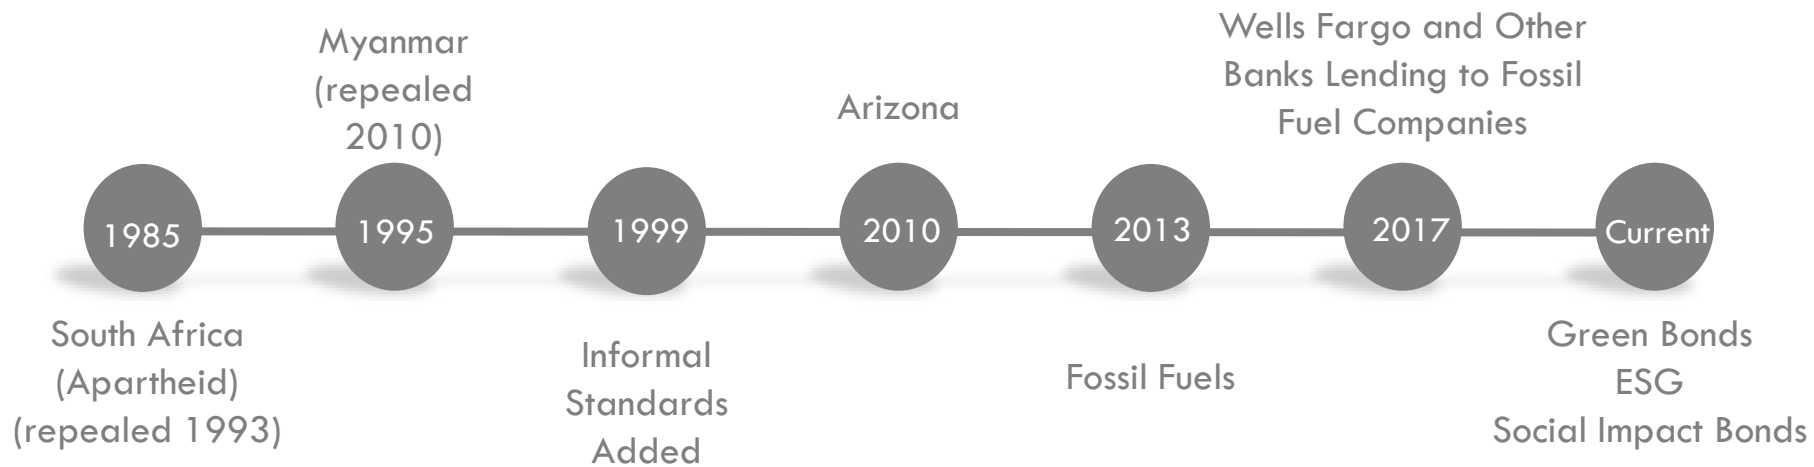 1985
South Africa
(Apartheid)
(repealed 1993)
Myanmar
(repealed
2010)
1995
1999
Informal
Standards
Added
Arizona
2010
2013
Fossil Fuels
Wells Fargo and Other
Banks Lending to Fossil
Fuel Companies
2017
Current
Green Bonds
ESG
Social Impact Bonds